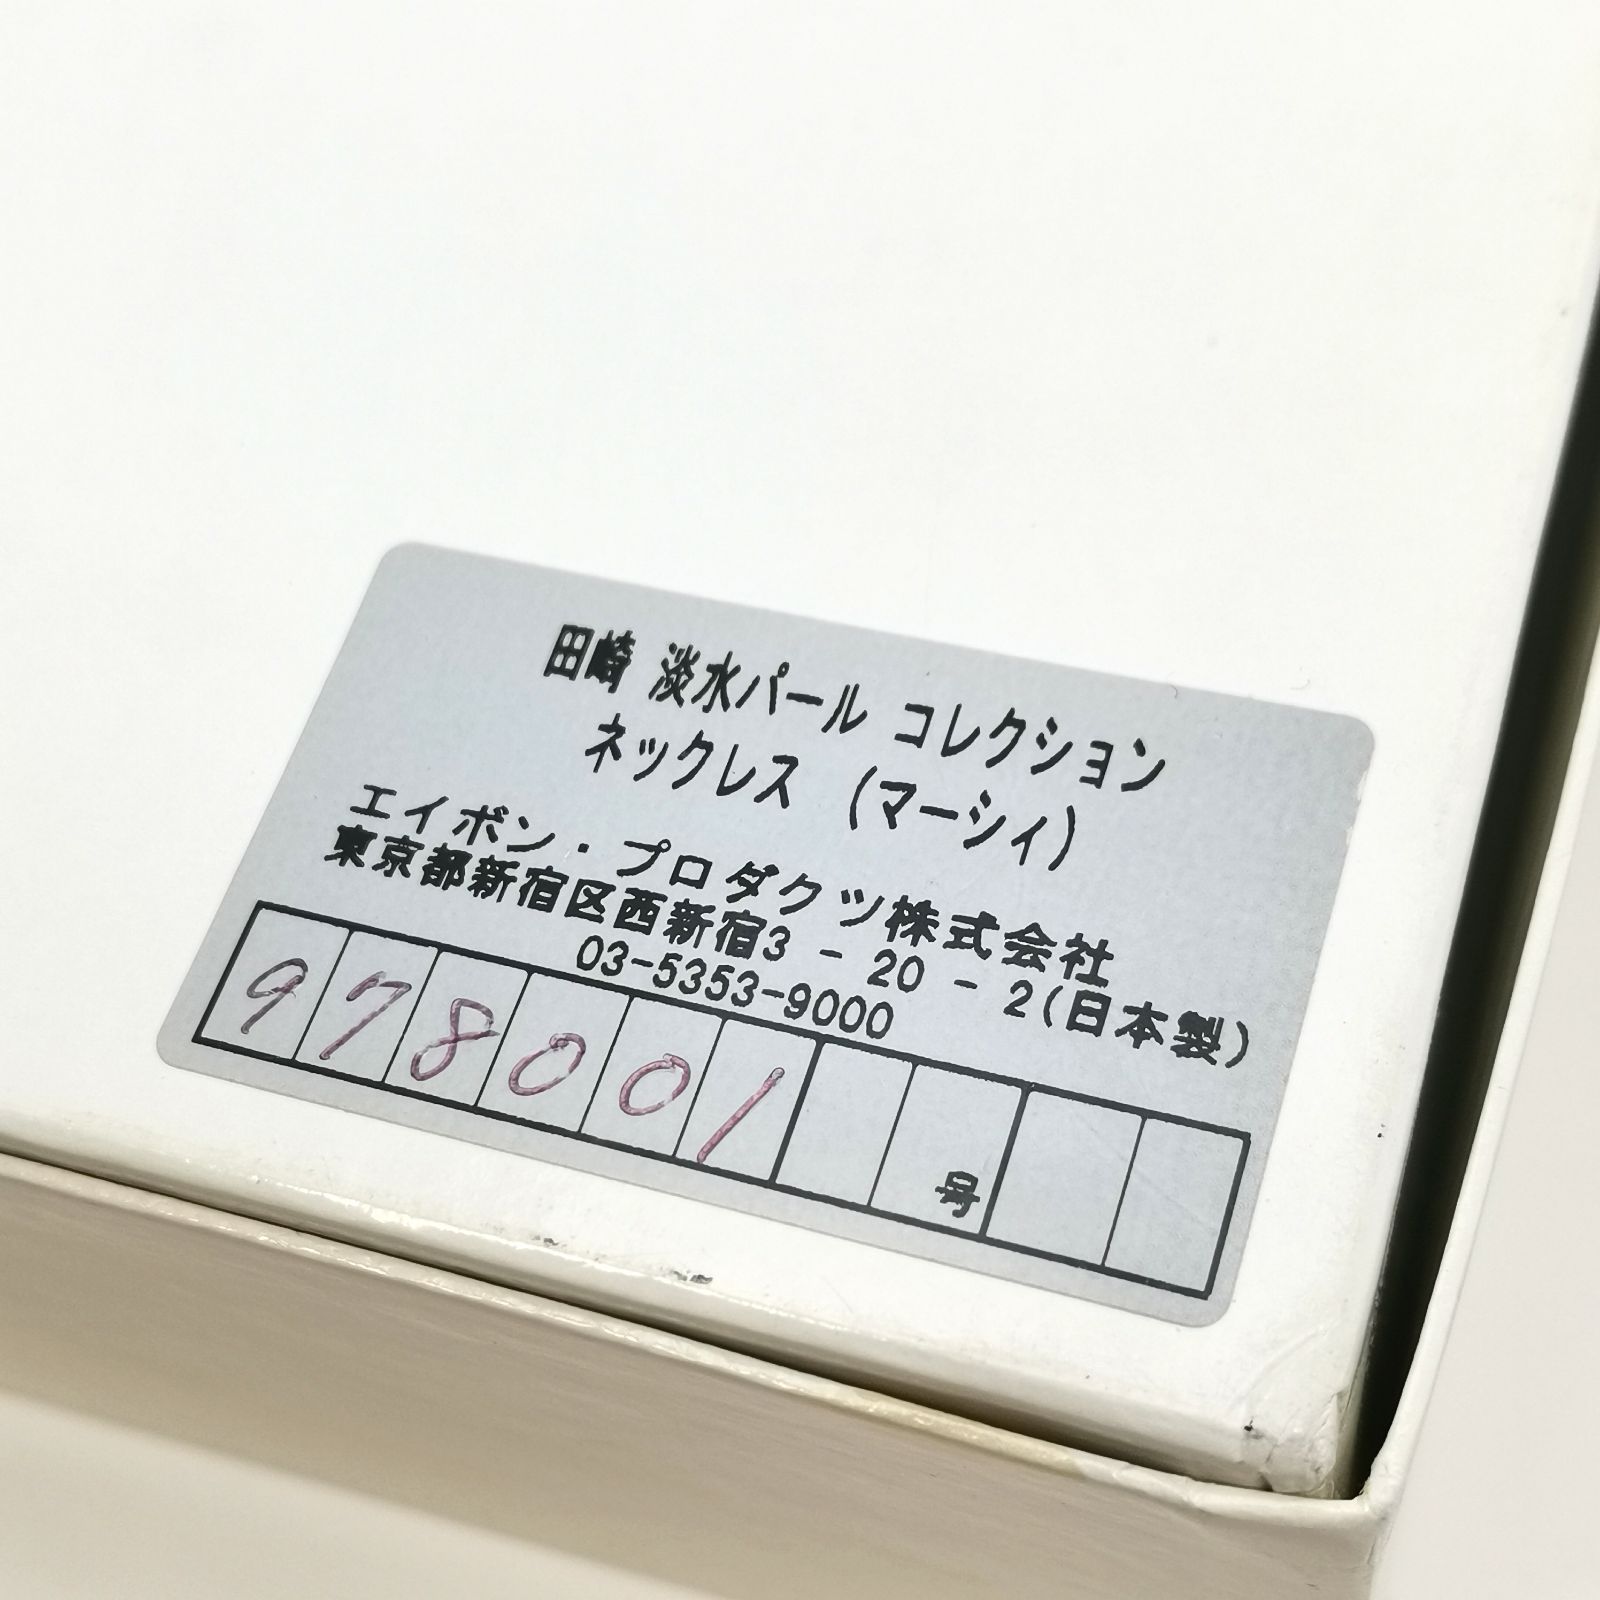 田崎 淡水パール コレクション
ネックレス (マーシィ)
エイボン・プロダクツ株式会社
東京都新宿区西新宿3-20-2(日本製)
03-5353-9000
978001 号